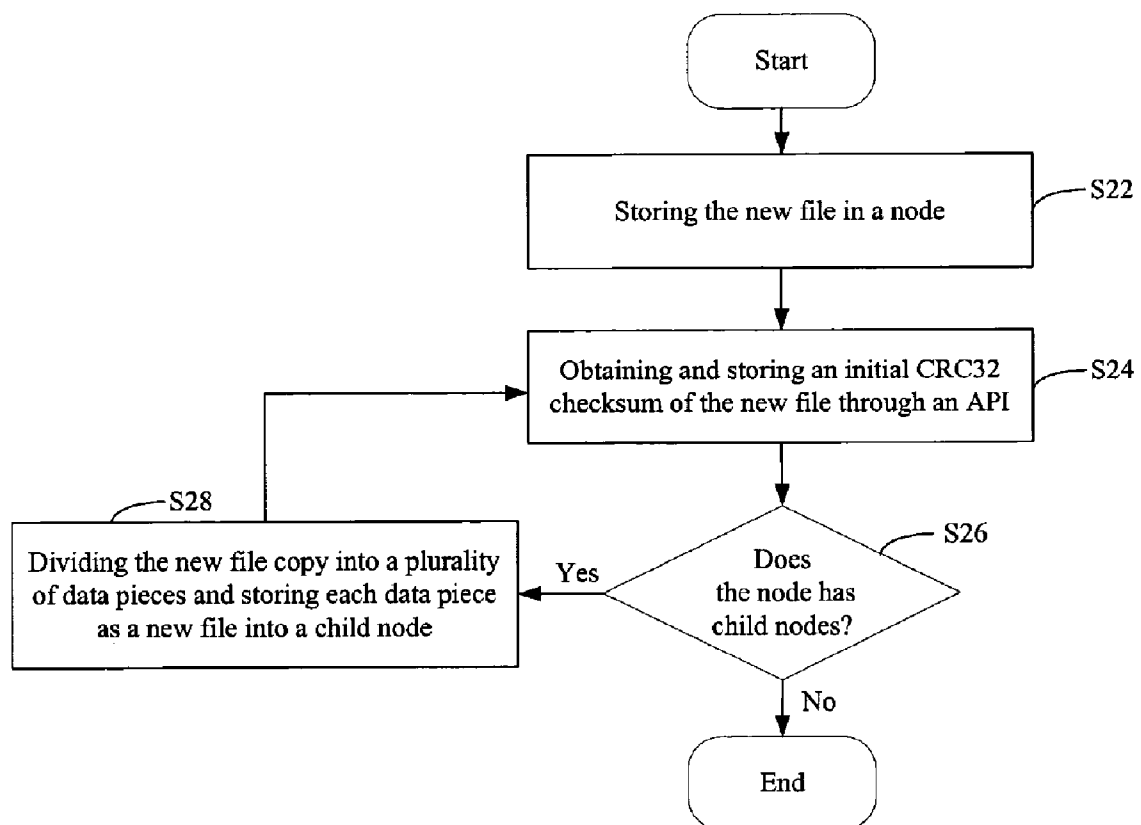 Start
Storing the new file in a node
S22
Obtaining and storing an initial CRC32
checksum of the new file through an API
S24
S28
Dividing the new file copy into a plurality
of data pieces and storing each data piece
as a new file into a child node
Yes
Does
the node has
child nodes?
S26
No
End